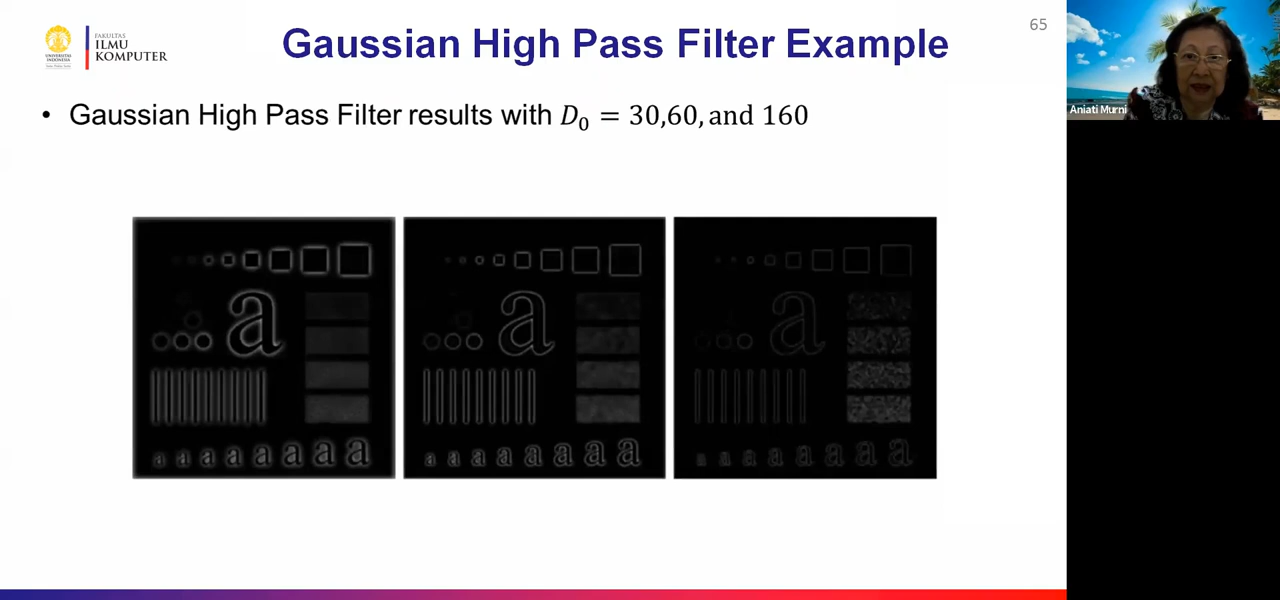 UNIVERSITAS
INDONESIA
FAKULTAS
ILMU
KOMPUTER
Gaussian High Pass Filter Example
65
Aniati Murni
• Gaussian High Pass Filter results with D₀ = 30,60, and 160
a
a a a a a a a a
a
a a a a a a a a
a
a a a a a a a a